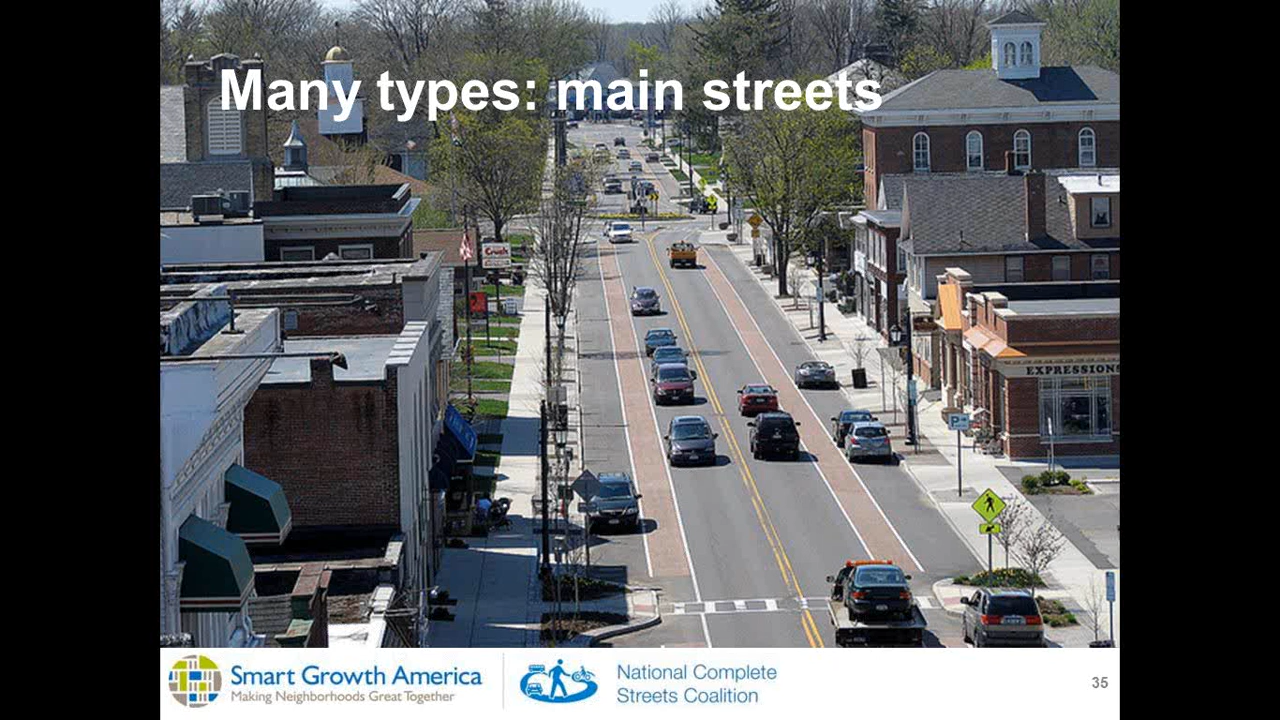 Many types: main streets
EXPRESSIONS
P
Smart Growth America
Making Neighborhoods Great Together
National Complete
Streets Coalition
35